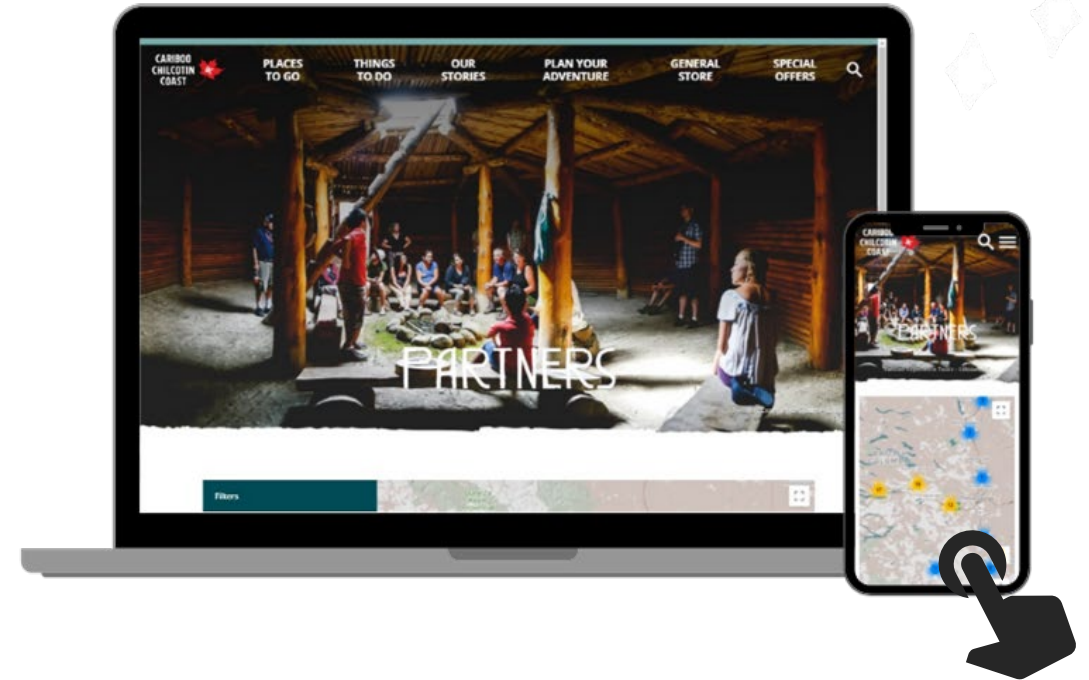 CARIBOO
CHILCOTIN
COAST
PLACES
TO GO
THINGS
TO DO
OUR
STORIES
PLAN YOUR
ADVENTURE
GENERAL
STORE
SPECIAL
OFFERS
PARTNERS
Filters
CARIBOO
CHILCOTIN
COAST
PARTNERS